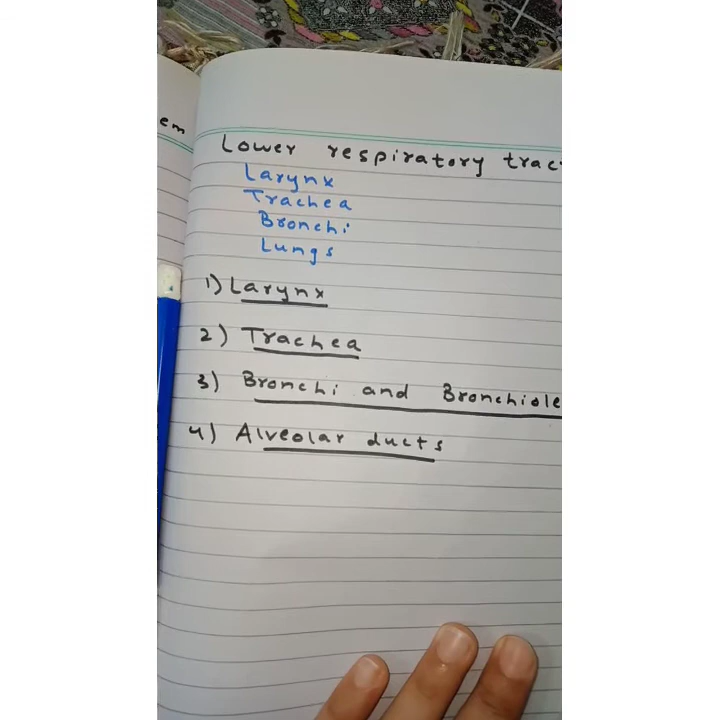 em
Lower respiratory trac
Larynx
Trachea
Bronchi
Lungs
1) Larynx
2) Trachea
3) Bronchi and Bronchiole
4) Alveolar ducts